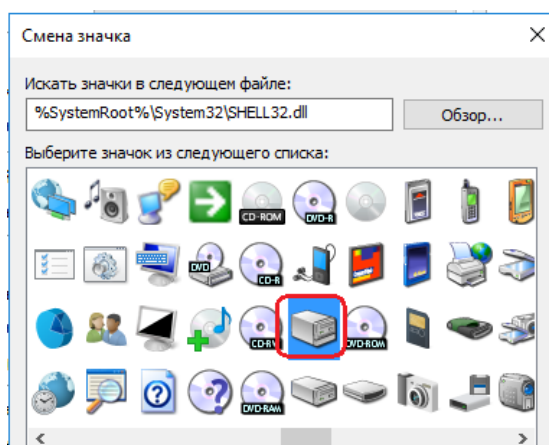 Смена значка
Искать значки в следующем файле:
%SystemRoot%\System32\SHELL32.dll
Обзор...
Выберите значок из следующего списка:
CD-ROM
DVD-R
DVD
CD-R
CD-RW
DVD-ROM
DVD-RAM